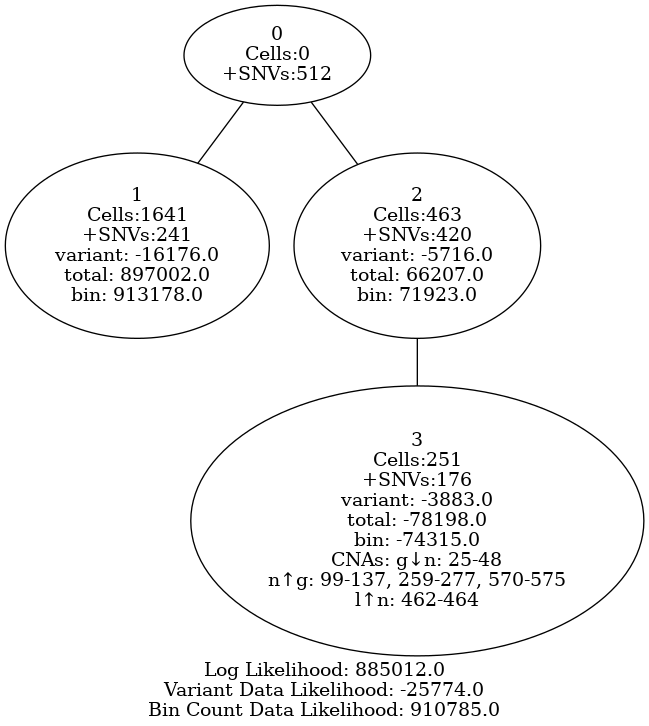 0
Cells:0
+SNVs:512
1
Cells:1641
+SNVs:241
variant: -16176.0
total: 897002.0
bin: 913178.0
2
Cells:463
+SNVs:420
variant: -5716.0
total: 66207.0
bin: 71923.0
3
Cells:251
+SNVs:176
variant: -3883.0
total: -78198.0
bin: -74315.0
CNAs: g↓n: 25-48
n↑g: 99-137, 259-277, 570-575
l↑n: 462-464
Log Likelihood: 885012.0
Variant Data Likelihood: -25774.0
Bin Count Data Likelihood: 910785.0